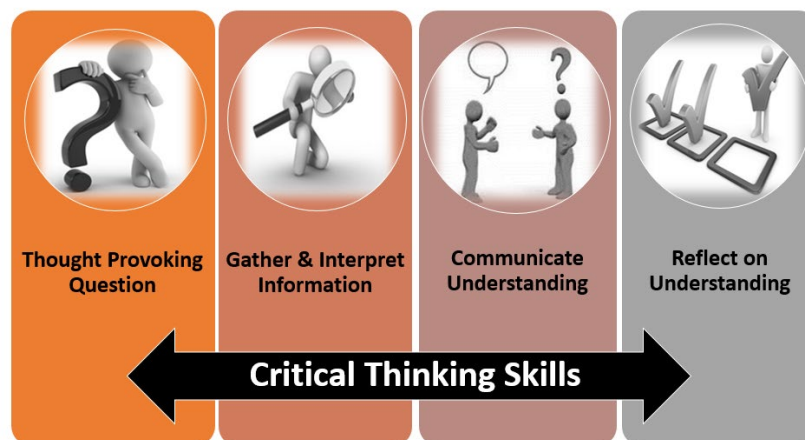 Thought Provoking
Question
Gather & Interpret
Information
Communicate
Understanding
Reflect on
Understanding
Critical Thinking Skills